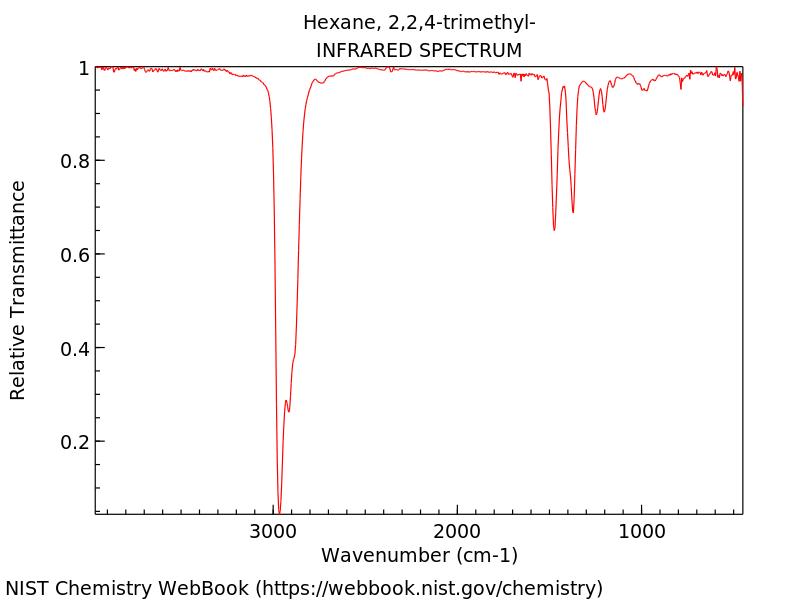 Hexane, 2,2,4-trimethyl-
INFRARED SPECTRUM
1
0.8
0.6
0.4
0.2
Relative Transmittance
3000 2000 1000
Wavenumber (cm-1)
NIST Chemistry WebBook (https://webbook.nist.gov/chemistry)